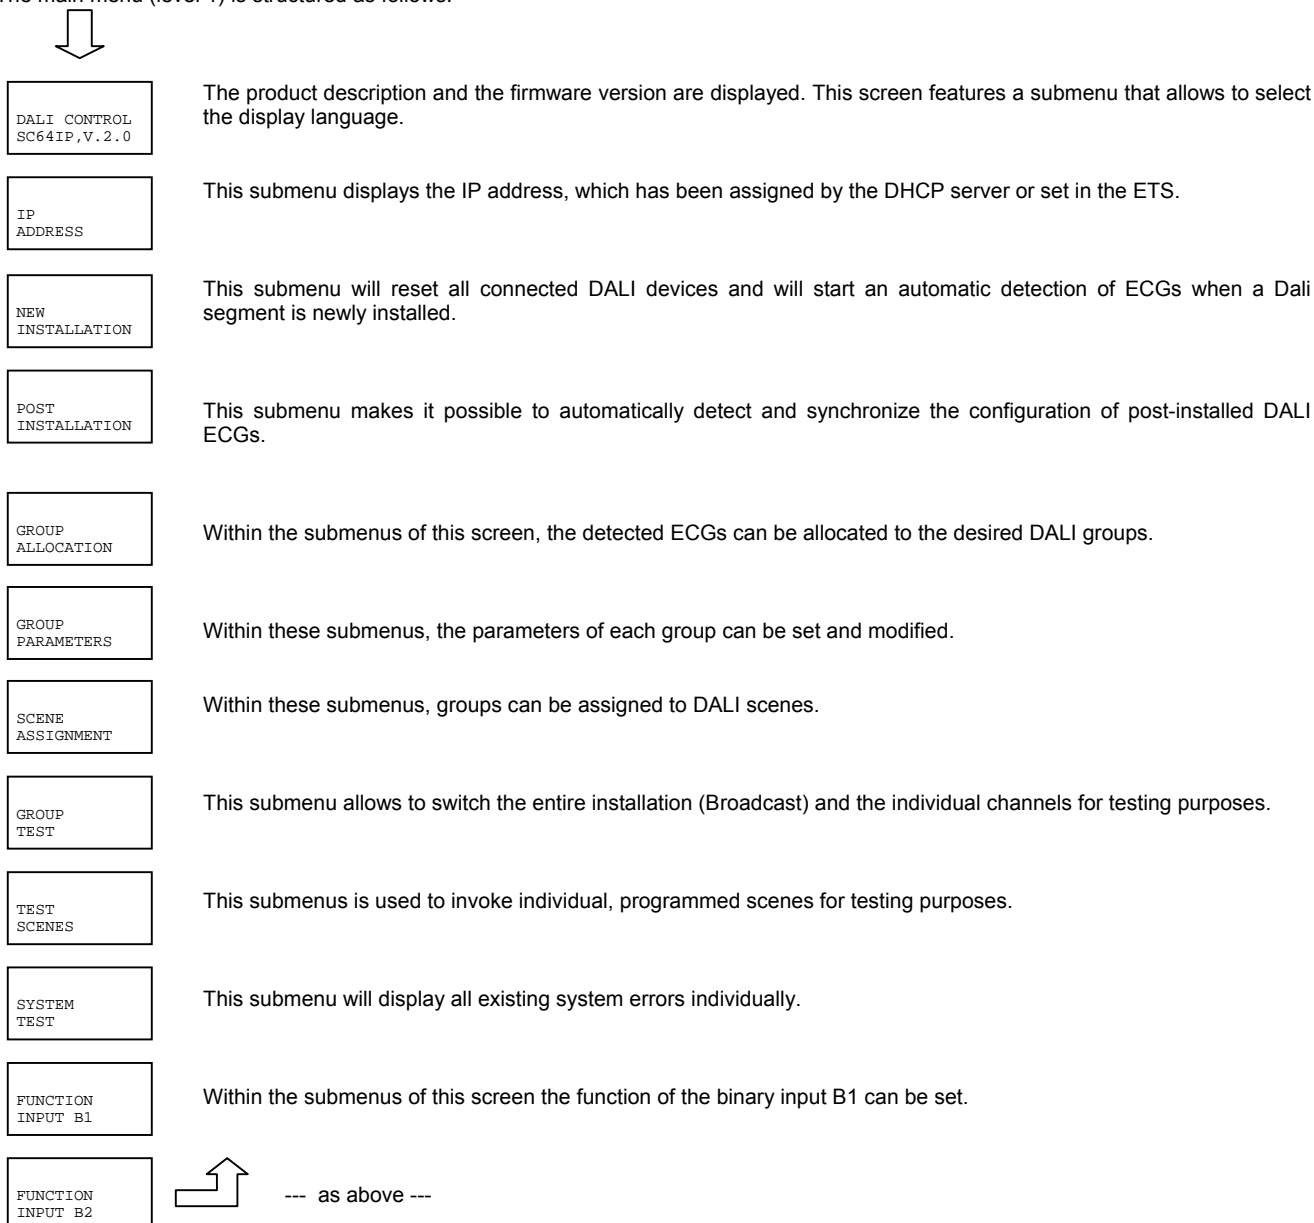 The main menu (level 1) is structured as follows:
DALI CONTROL
SC64IP,V.2.0
The product description and the firmware version are displayed. This screen features a submenu that allows to select
the display language.
IP
ADDRESS
This submenu displays the IP address, which has been assigned by the DHCP server or set in the ETS.
NEW
INSTALLATION
This submenu will reset all connected DALI devices and will start an automatic detection of ECGs when a Dali
segment is newly installed.
POST
INSTALLATION
This submenu makes it possible to automatically detect and synchronize the configuration of post-installed DALI
ECGs.
GROUP
ALLOCATION
Within the submenus of this screen, the detected ECGs can be allocated to the desired DALI groups.
GROUP
PARAMETERS
Within these submenus, the parameters of each group can be set and modified.
SCENE
ASSIGNMENT
Within these submenus, groups can be assigned to DALI scenes.
GROUP
TEST
This submenu allows to switch the entire installation (Broadcast) and the individual channels for testing purposes.
TEST
SCENES
This submenus is used to invoke individual, programmed scenes for testing purposes.
SYSTEM
TEST
This submenu will display all existing system errors individually.
FUNCTION
INPUT B1
Within the submenus of this screen the function of the binary input B1 can be set.
FUNCTION
INPUT B2
--- as above ---